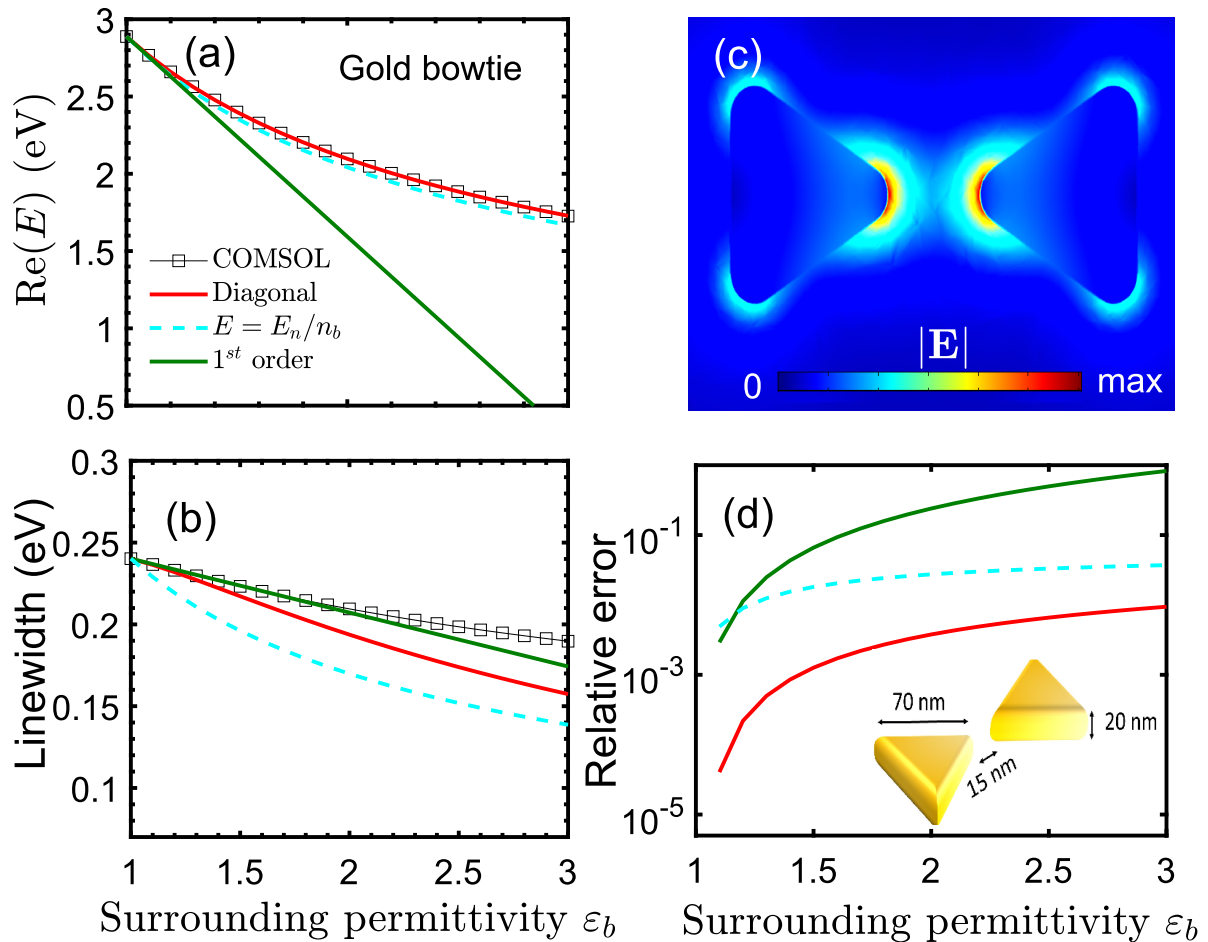 3
2.5
2
1.5
1
0.5
Re(E) (eV)
(a)
Gold bowtie
COMSOL
Diagonal
E = Eₙ/n_b
1ˢᵗ order
(c)
|E|
0
max
0.3
0.25
0.2
0.15
0.1
Linewidth (eV)
(b)
1
1.5
2
2.5
3
Surrounding permittivity ε_b
10⁻¹
10⁻³
10⁻⁵
Relative error
(d)
70 nm
20 nm
15 nm
1
1.5
2
2.5
3
Surrounding permittivity ε_b